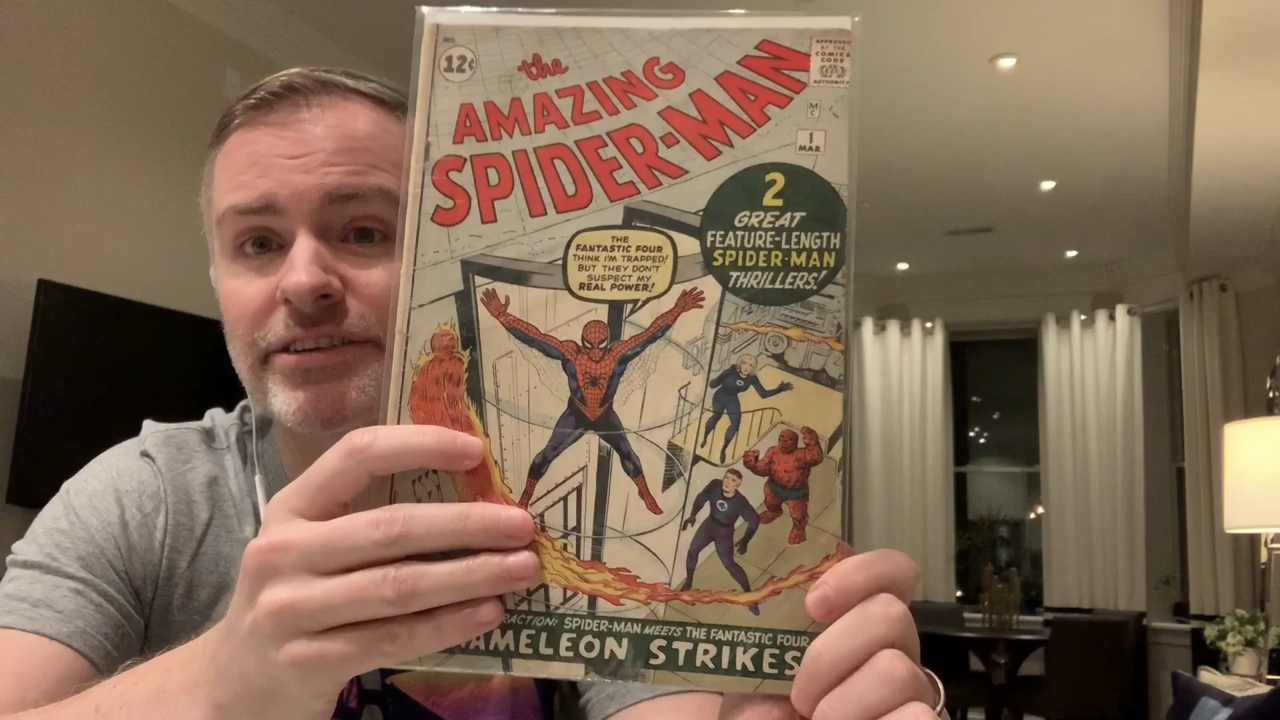 IND.
12¢
the
AMAZING
SPIDER-MAN
APPROVED
BY THE
COMICS
CODE
AUTHORITY
M
C
1
MAR.
2
GREAT
FEATURE-LENGTH
SPIDER-MAN
THRILLERS!
THE
FANTASTIC FOUR
THINK I'M TRAPPED!
BUT THEY DON'T
SUSPECT MY
REAL POWER!
RACTION: SPIDER-MAN MEETS THE FANTASTIC FOUR
AMELEON STRIKES